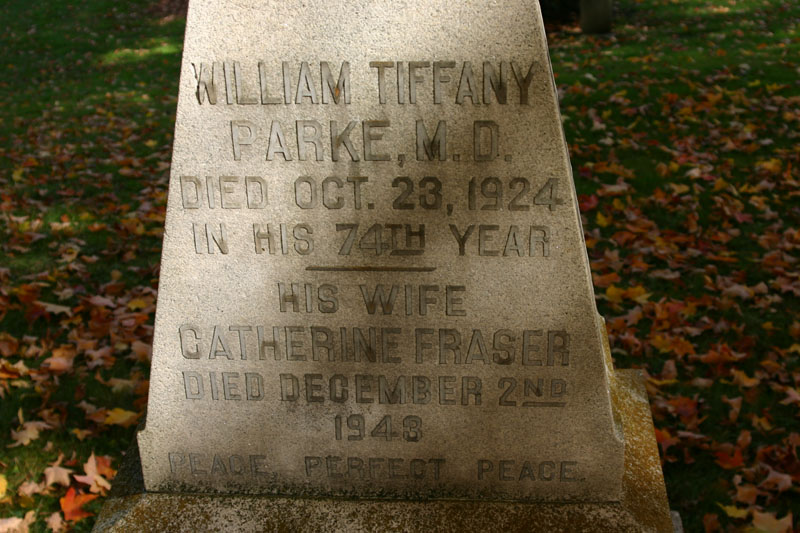 WILLIAM TIFFANY
PARKE, M.D.
DIED OCT. 23, 1924
IN HIS 74TH YEAR
HIS WIFE
CATHERINE FRASER
DIED DECEMBER 2ND
1943
PEACE. PERFECT PEACE.